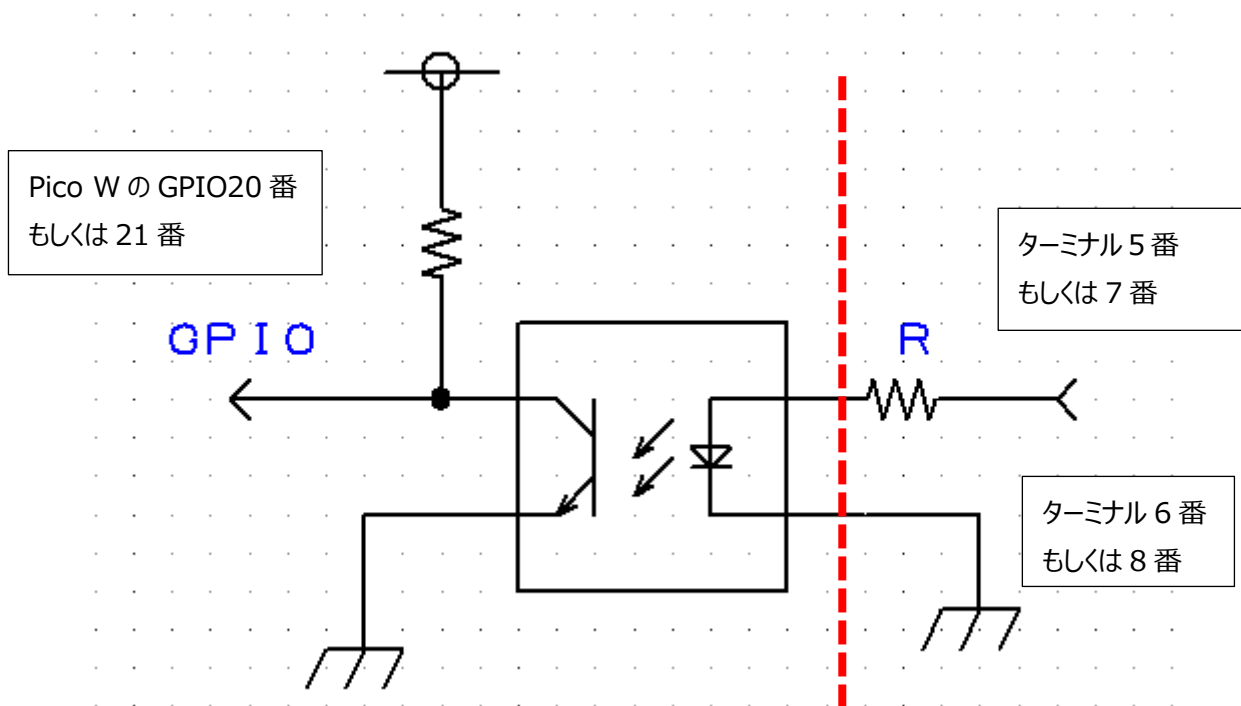 Pico W の GPIO20 番
もしくは 21 番
ターミナル 5 番
もしくは 7 番
GPIO
R
ターミナル 6 番
もしくは 8 番